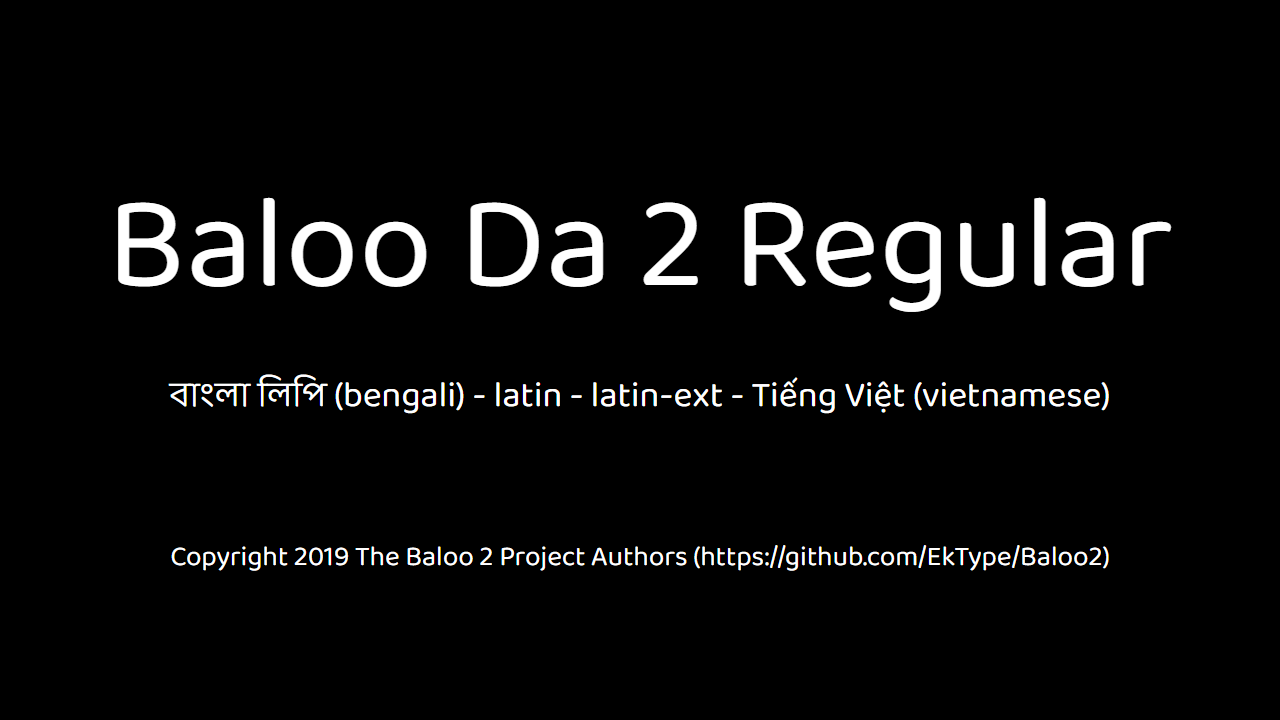 Baloo Da 2 Regular
বাংলা লিপি (bengali) - latin - latin-ext - Tiếng Việt (vietnamese)
Copyright 2019 The Baloo 2 Project Authors (https://github.com/EkType/Baloo2)